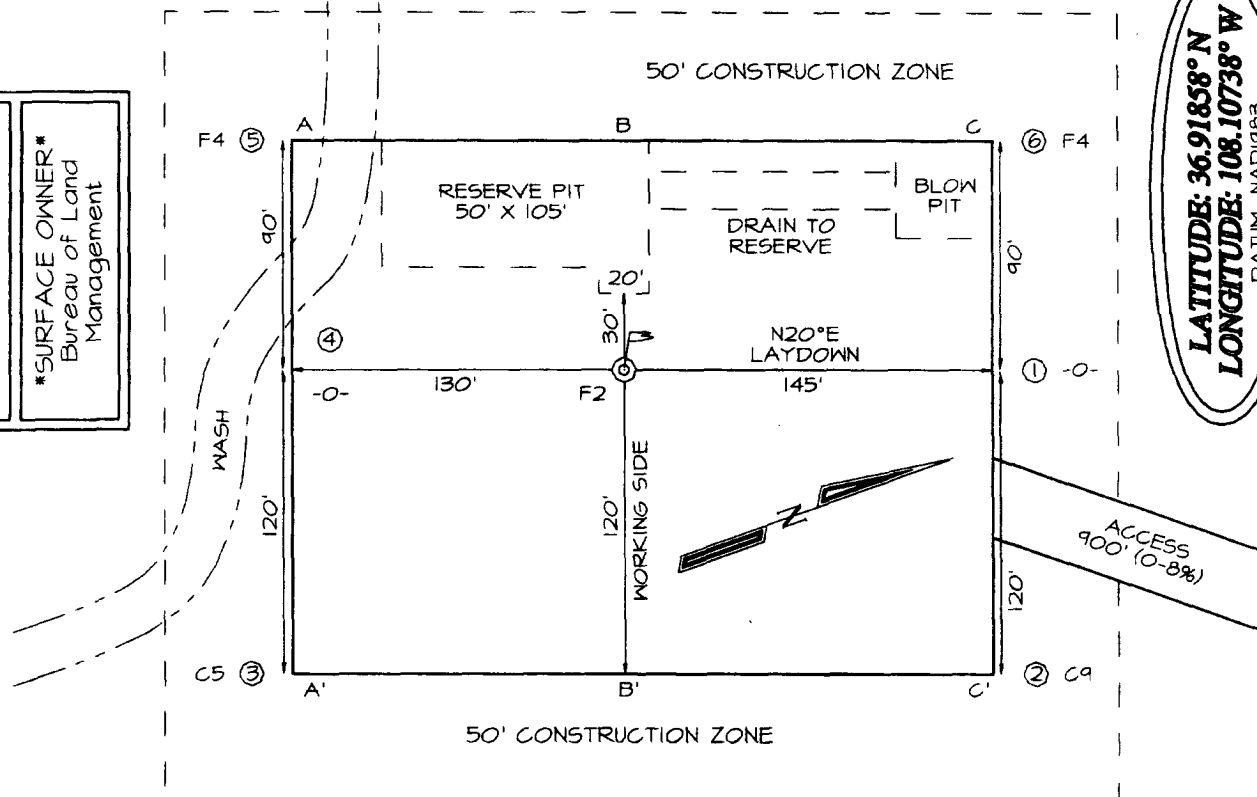 50' CONSTRUCTION ZONE
A
B
C
F4 ⑤
⑥ F4
*SURFACE OWNER*
Bureau of Land
Management
RESERVE PIT
50' X 105'
BLOW
PIT
DRAIN TO
RESERVE
90'
90'
20'
30'
④
N20°E
LAYDOWN
-0-
130'
F2
145'
① -0-
WASH
120'
120'
WORKING SIDE
N
ACCESS
900' (0-8%)
120'
C5 ③
② C9
A'
B'
C'
50' CONSTRUCTION ZONE
LATITUDE: 36.91858° N
LONGITUDE: 108.10738° W
DATUM: NAD1983